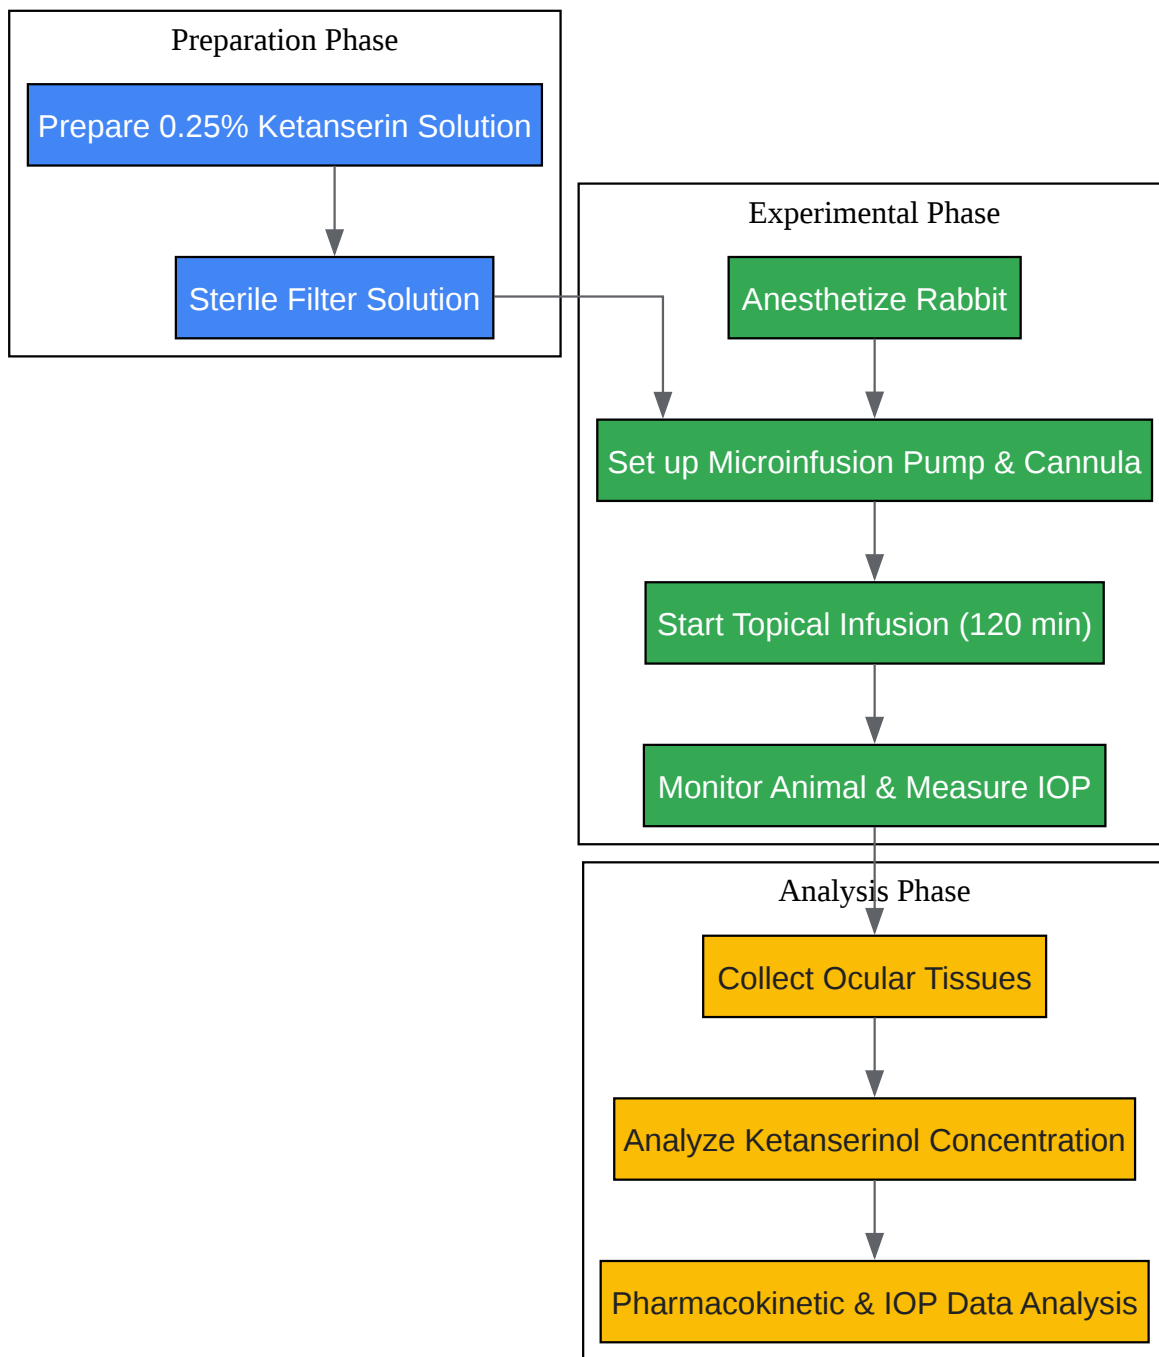 Preparation Phase
Prepare 0.25% Ketanserin Solution
Sterile Filter Solution
Experimental Phase
Anesthetize Rabbit
Set up Microinfusion Pump & Cannula
Start Topical Infusion (120 min)
Monitor Animal & Measure IOP
Analysis Phase
Collect Ocular Tissues
Analyze Ketanserinol Concentration
Pharmacokinetic & IOP Data Analysis